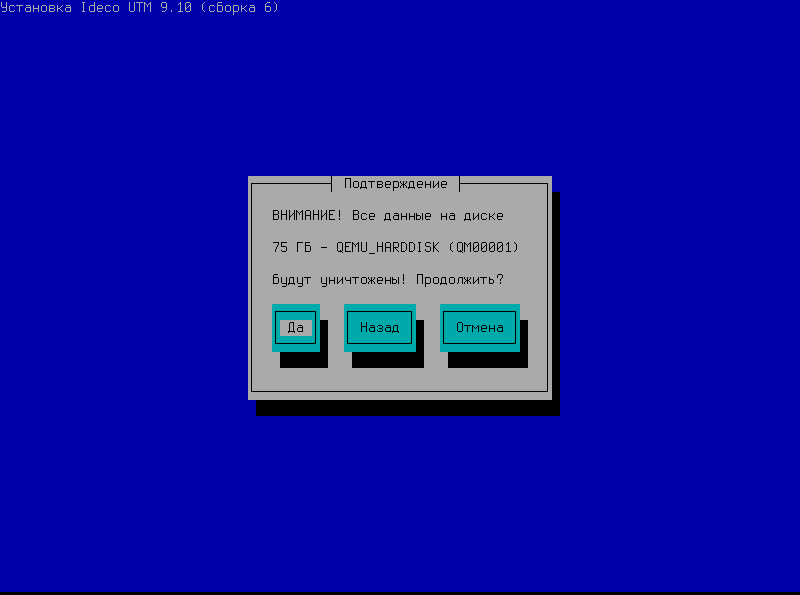 Установка Ideco UTM 9.10 (сборка 6)
Подтверждение
ВНИМАНИЕ! Все данные на диске
75 ГБ - QEMU_HARDDISK (QM00001)
будут уничтожены! Продолжить?
Да Назад Отмена